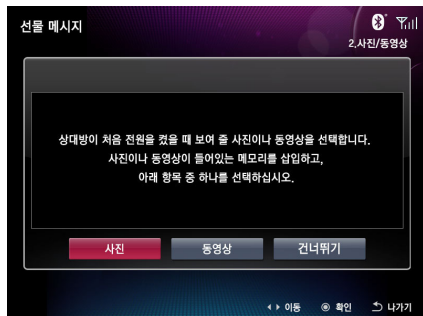 선물 메시지
2.사진/동영상
상대방이 처음 전원을 켰을 때 보여 줄 사진이나 동영상을 선택합니다.
사진이나 동영상이 들어있는 메모리를 삽입하고,
아래 항목 중 하나를 선택하십시오.
사진 동영상 건너뛰기
이동 확인 나가기